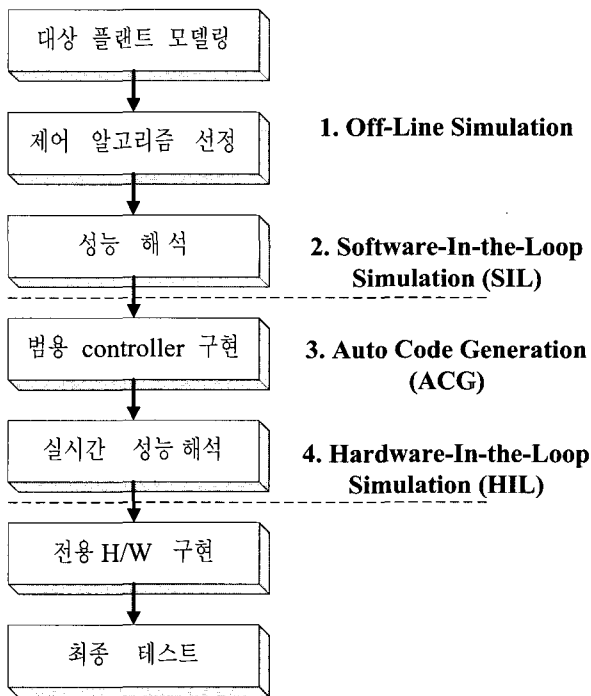 대상 플랜트 모델링
제어 알고리즘 선정
1. Off-Line Simulation
성능 해석
2. Software-In-the-Loop
Simulation (SIL)
범용 controller 구현
3. Auto Code Generation
(ACG)
실시간 성능 해석
4. Hardware-In-the-Loop
Simulation (HIL)
전용 H/W 구현
최종 테스트